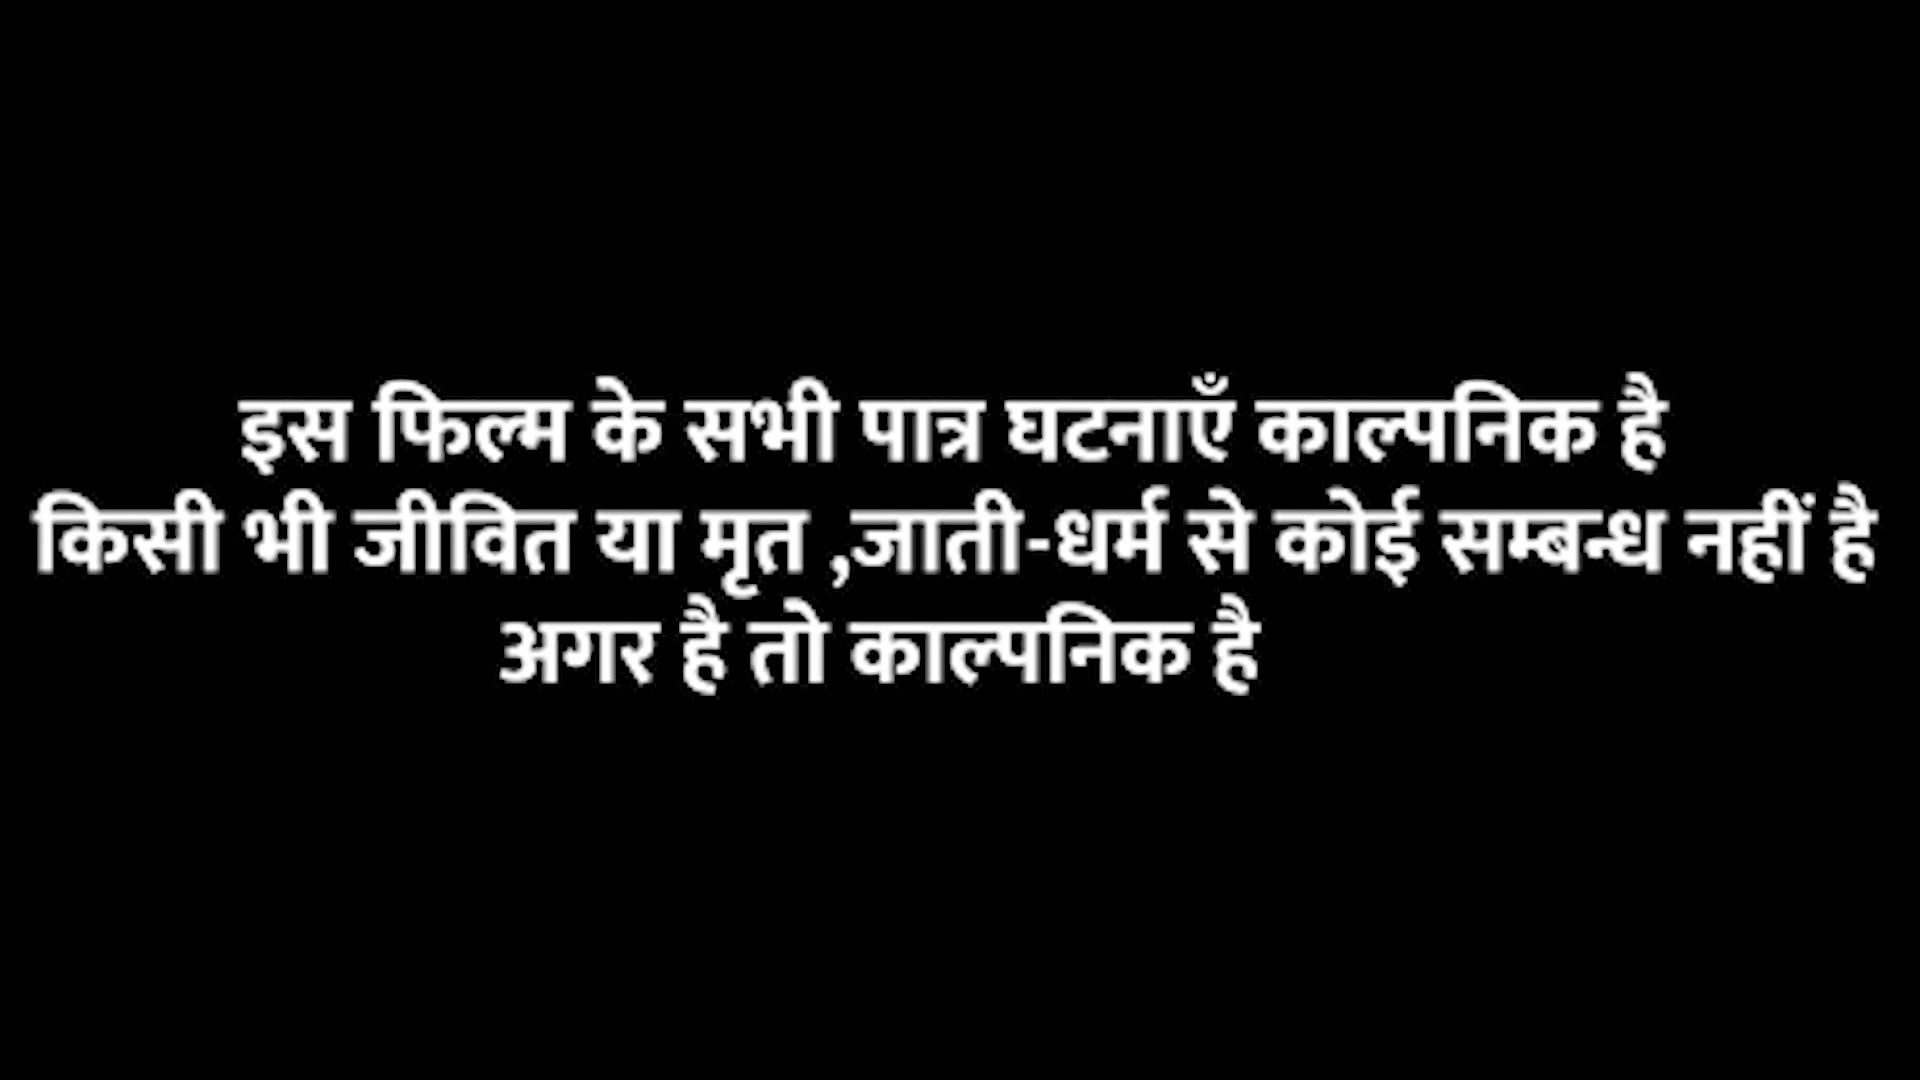 इस फिल्म के सभी पात्र घटनाएँ काल्पनिक है
किसी भी जीवित या मृत ,जाती-धर्म से कोई सम्बन्ध नहीं है
अगर है तो काल्पनिक है